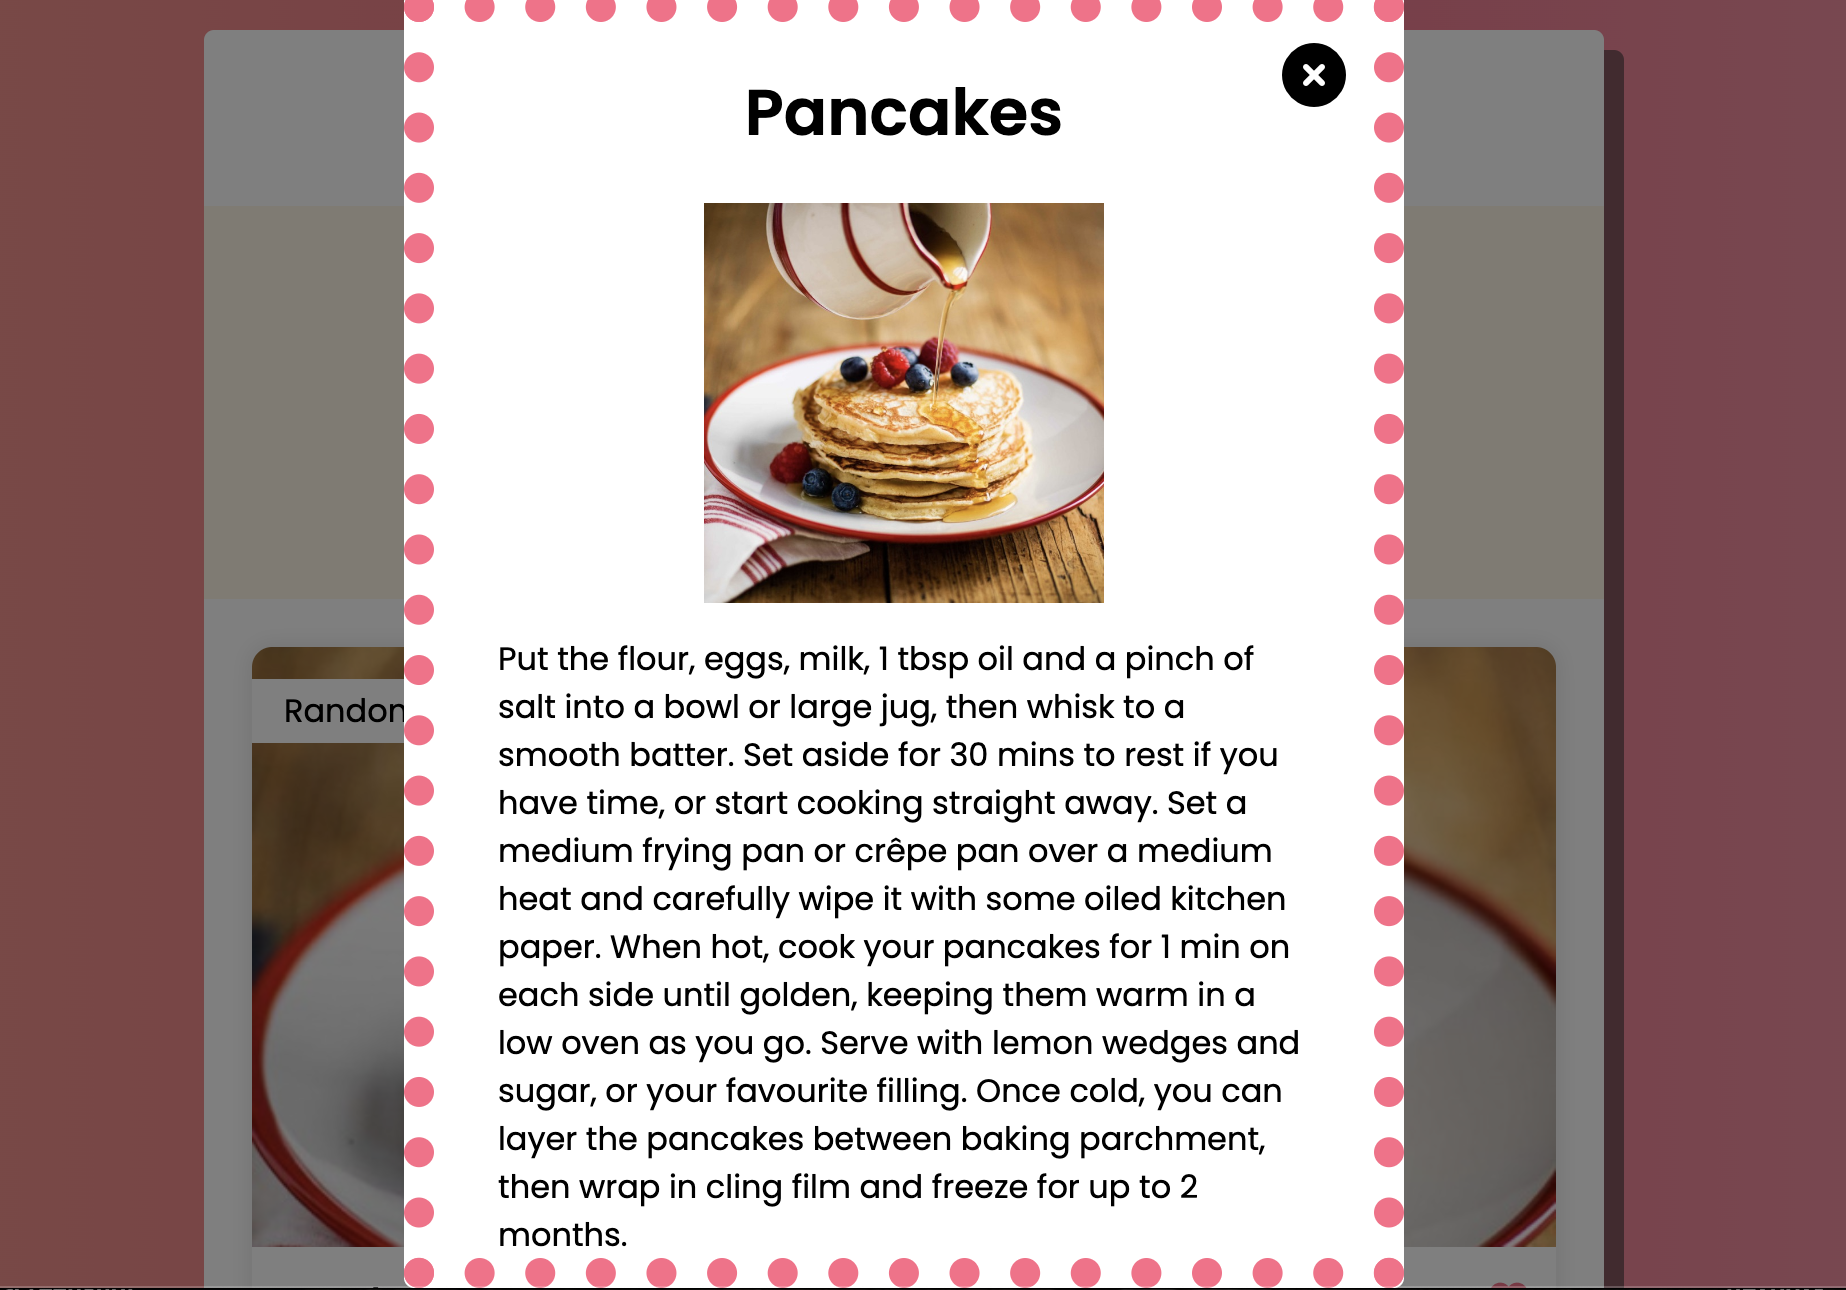 Pancakes
Put the flour, eggs, milk, 1 tbsp oil and a pinch of
salt into a bowl or large jug, then whisk to a
smooth batter. Set aside for 30 mins to rest if you
have time, or start cooking straight away. Set a
medium frying pan or crêpe pan over a medium
heat and carefully wipe it with some oiled kitchen
paper. When hot, cook your pancakes for 1 min on
each side until golden, keeping them warm in a
low oven as you go. Serve with lemon wedges and
sugar, or your favourite filling. Once cold, you can
layer the pancakes between baking parchment,
then wrap in cling film and freeze for up to 2
months.